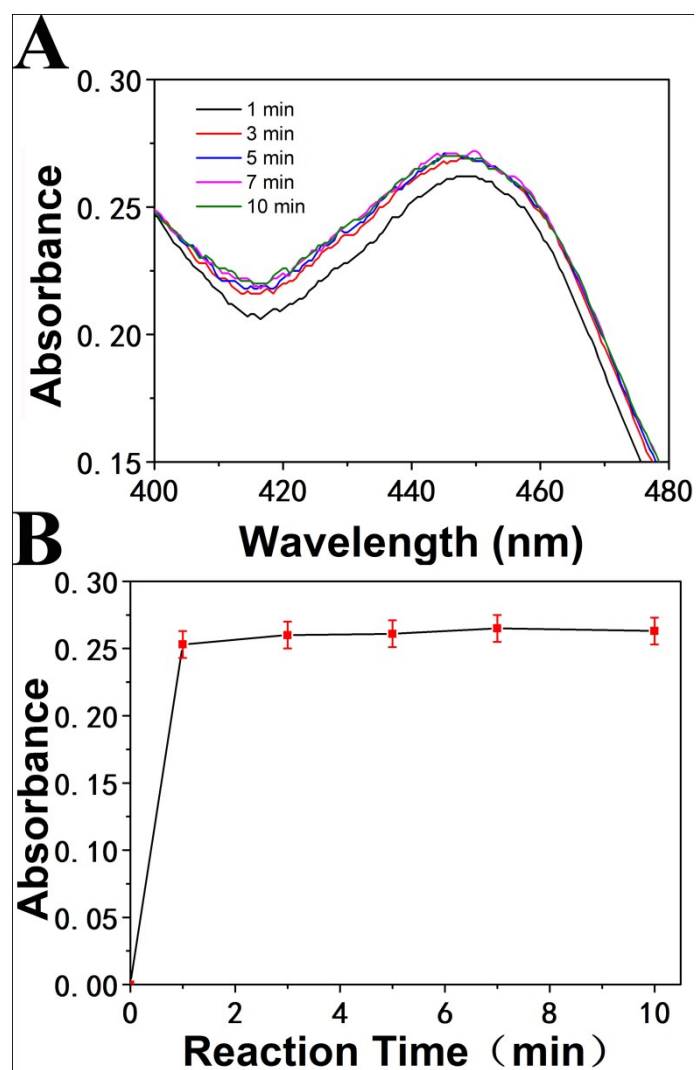 A
0.30
0.25
0.20
0.15
Absorbance
1 min
3 min
5 min
7 min
10 min
400
420
440
460
480
Wavelength (nm)
B
0.30
0.25
0.20
0.15
0.10
0.05
0.00
Absorbance
0
2
4
6
8
10
Reaction Time（min）